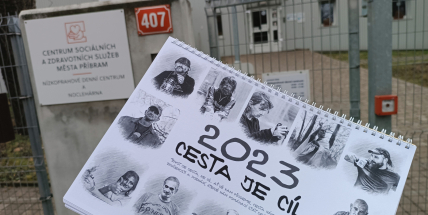 407
CENTRUM SOCIÁLNÍCH
A ZDRAVOTNÍCH SLUŽEB
MĚSTA PŘÍBRAM
NÍZKOPRAHOVÉ DENNÍ CENTRUM
A
NOCLEHÁRNA
2023
CESTA JE CÍL